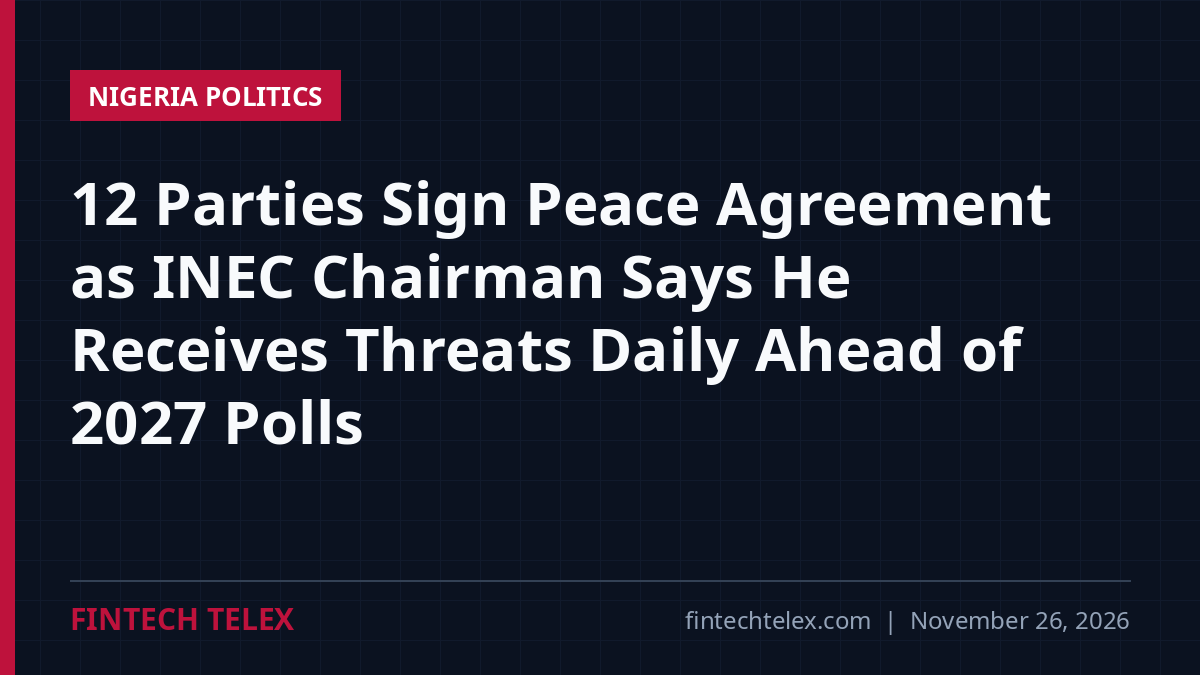 NIGERIA POLITICS
12 Parties Sign Peace Agreement
as INEC Chairman Says He
Receives Threats Daily Ahead of
2027 Polls
FINTECH TELEX
fintechtelex.com | November 26, 2026